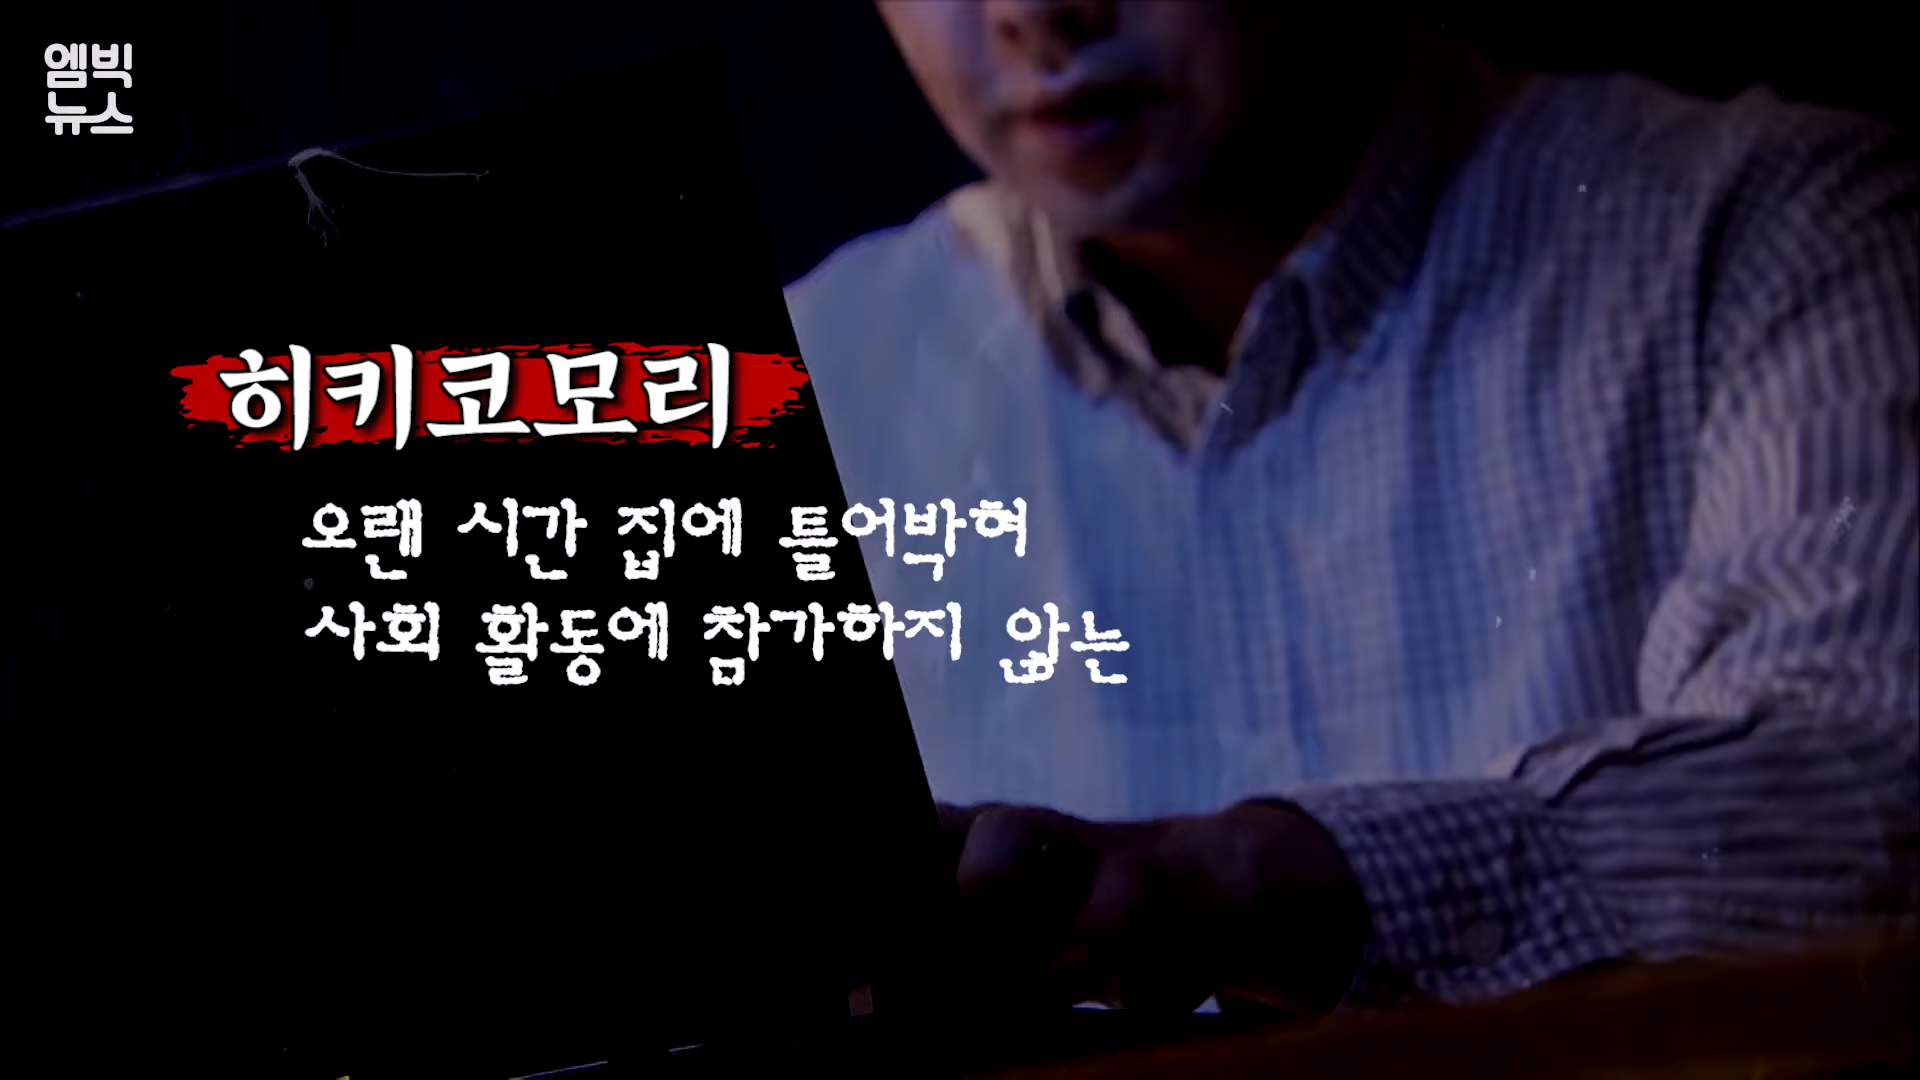 엠빅
뉴스
히키코모리
오랜 시간 집에 틀어박혀
사회 활동에 참가하지 않는